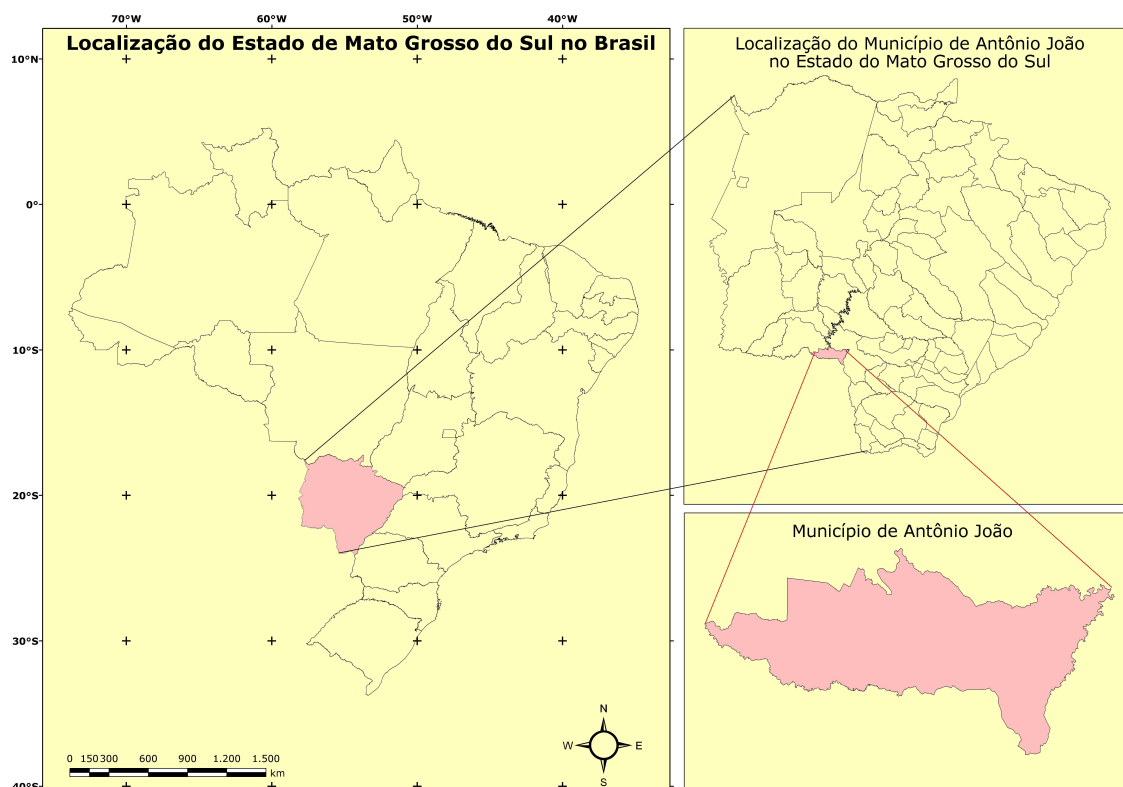 70°W 60°W 50°W 40°W
Localização do Estado de Mato Grosso do Sul no Brasil
10°N
0°
10°S
20°S
30°S
40°S
N
W E
S
0 150 300 600 900 1.200 1.500
km
Localização do Município de Antônio João
no Estado do Mato Grosso do Sul
Município de Antônio João